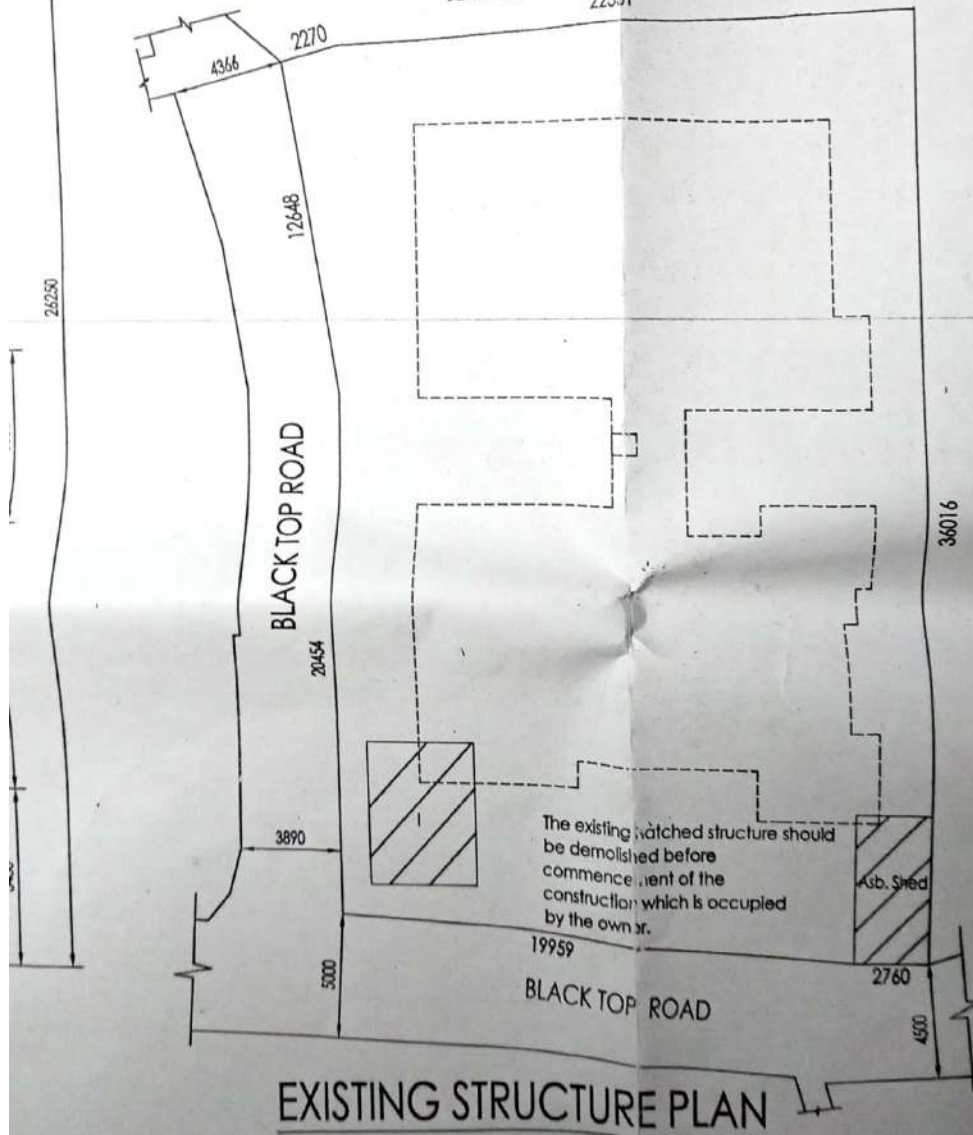 2270
4366
12648
26250
BLACK TOP ROAD
36016
20454
3890
The existing hatched structure should
be demolished before
commencement of the
construction which is occupied
by the owner.
Asb. Shed
19959
2760
5000
BLACK TOP ROAD
4500
EXISTING STRUCTURE PLAN